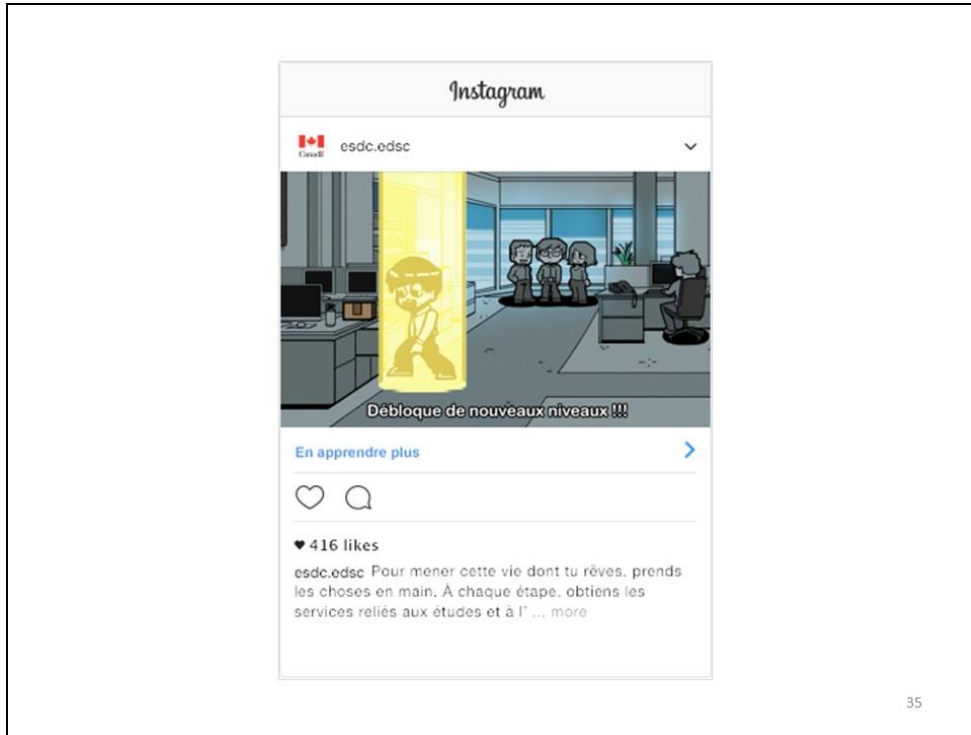 Instagram
Canada
esdc.edsc
Débloque de nouveaux niveaux !!!
En apprendre plus
416 likes
esdc.edsc Pour mener cette vie dont tu rêves, prends
les choses en main. À chaque étape, obtiens les
services reliés aux études et à l' ... more
35